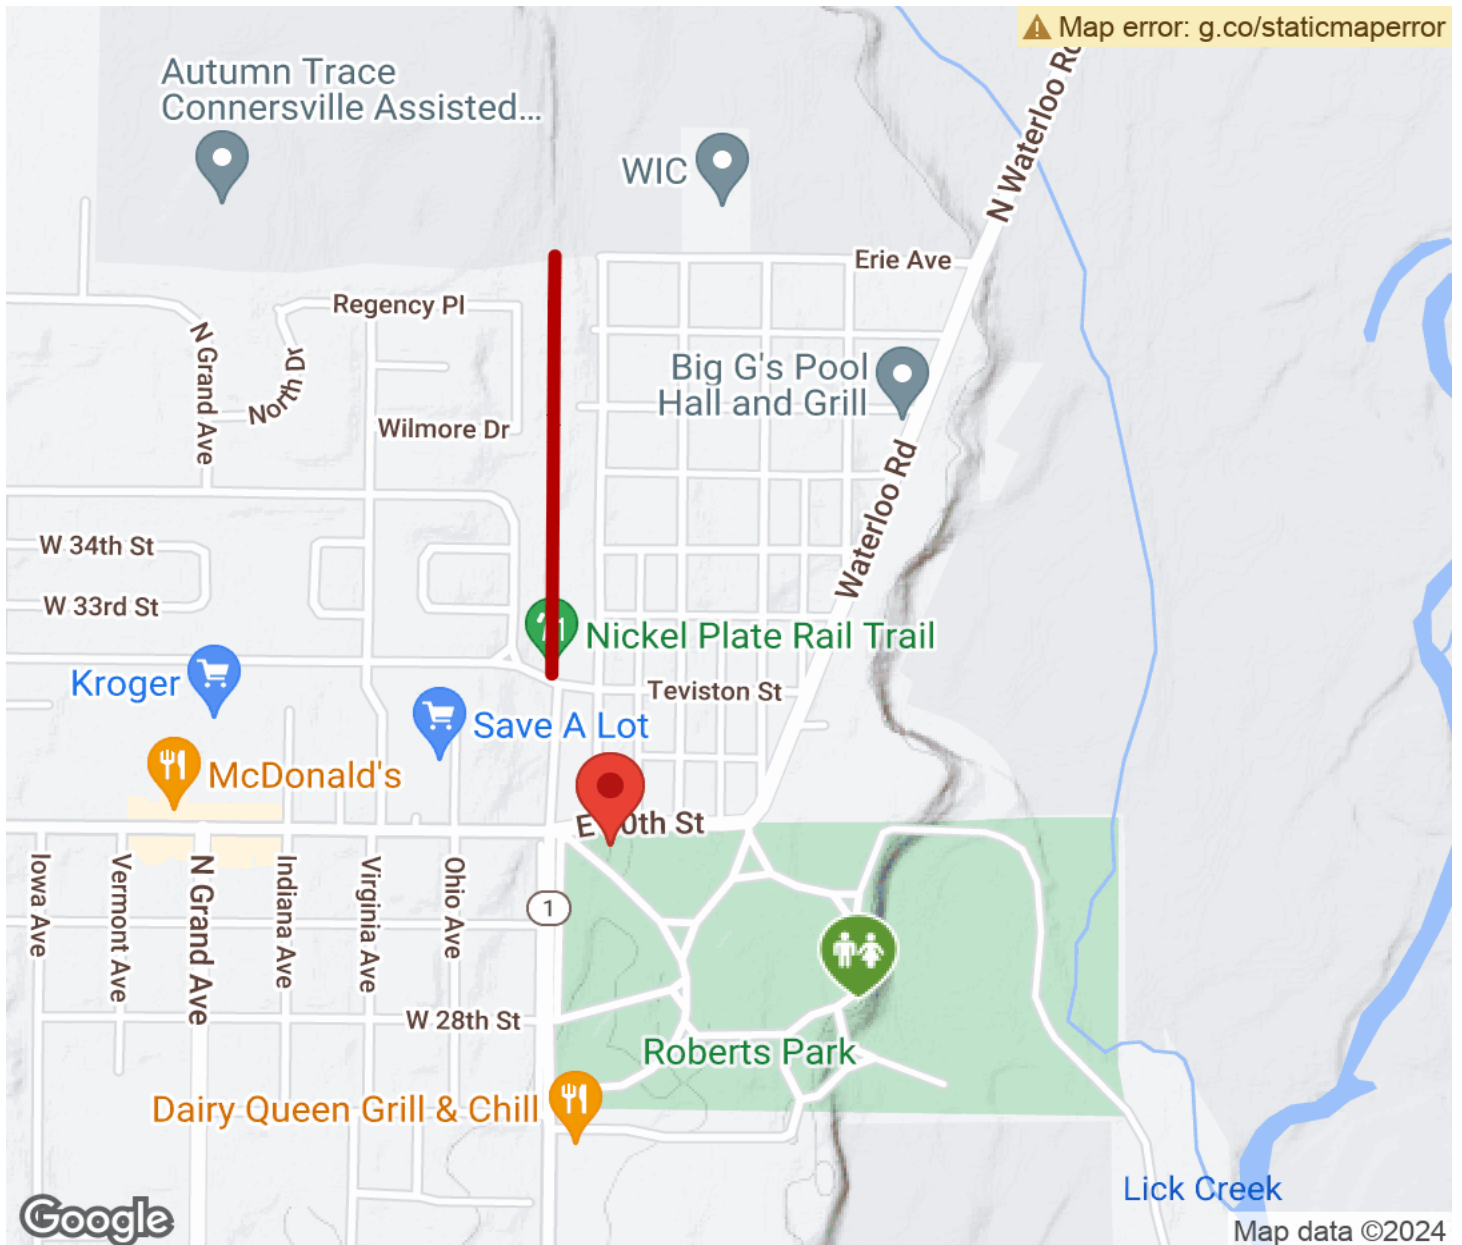 Map error: g.co/staticmaperror
Autumn Trace
Connersville Assisted...
WIC
N Waterloo Rd
Erie Ave
Regency Pl
N Grand Ave
North Dr
Big G's Pool
Hall and Grill
Wilmore Dr
Waterloo Rd
W 34th St
W 33rd St
Nickel Plate Rail Trail
Kroger
Teviston St
Save A Lot
McDonald's
E 0th St
Iowa Ave
Vermont Ave
N Grand Ave
Indiana Ave
Virginia Ave
Ohio Ave
1
W 28th St
Roberts Park
Dairy Queen Grill & Chill
Lick Creek
Google
Map data ©2024